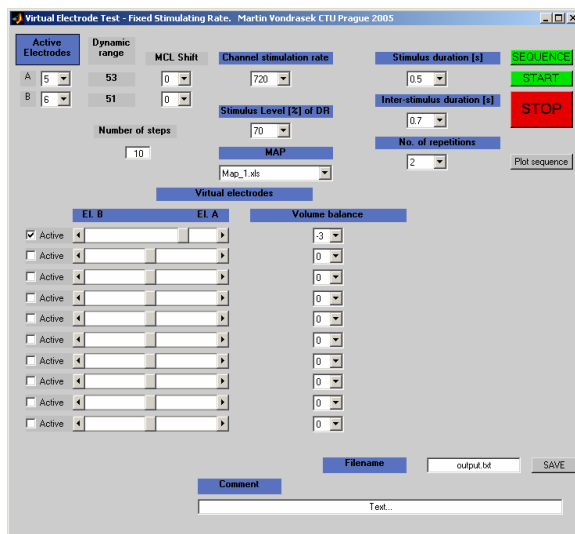 Virtual Electrode Test - Fixed Stimulating Rate. Martin Vondrasek CTU Prague 2005
Active Electrodes
Dynamic range
MCL Shift
Channel stimulation rate
Stimulus duration [s]
SEQUENCE
A 5 53 0
720
0.5
START
B 6 51 0
Stimulus Level [%] of DR
Inter-stimulus duration [s]
STOP
Number of steps
70
0.7
10
MAP
No. of repetitions
Map_1.xls
2
Plot sequence
Virtual electrodes
El. B
El. A
Volume balance
Active -3
Active 0
Active 0
Active 0
Active 0
Active 0
Active 0
Active 0
Active 0
Active 0
Filename
output.txt
SAVE
Comment
Text...